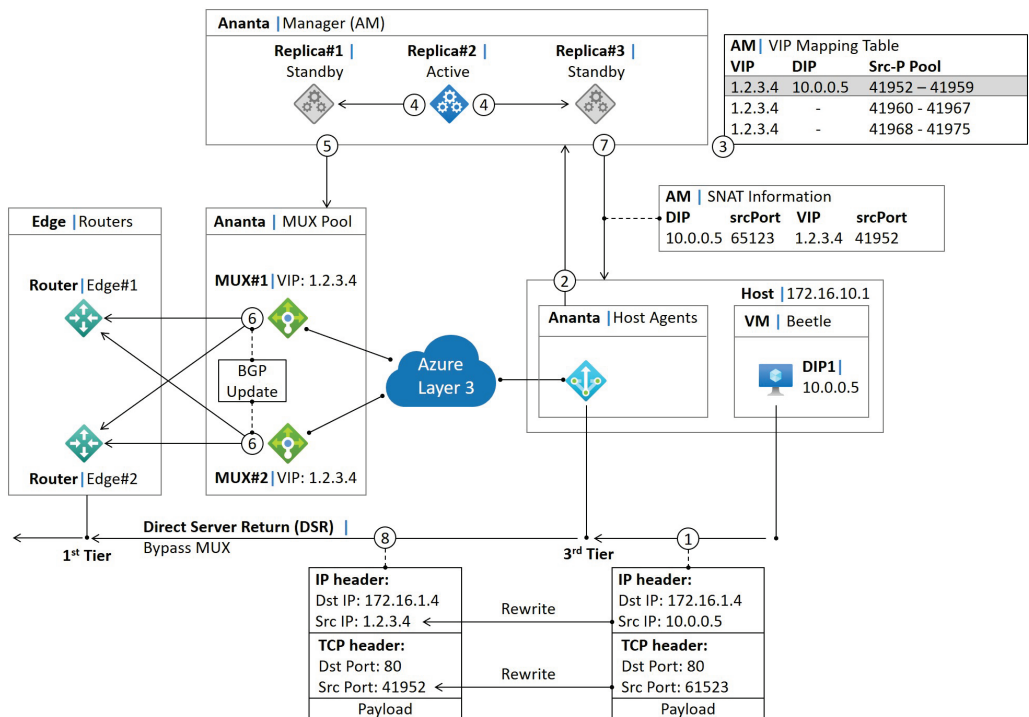 Ananta | Manager (AM)
Replica#1 |
Standby
Replica#2 |
Active
Replica#3 |
Standby
4
4
5
7
AM | VIP Mapping Table
VIP DIP Src-P Pool
1.2.3.4 10.0.0.5 41952 – 41959
1.2.3.4 - 41960 - 41967
1.2.3.4 - 41968 - 41975
3
AM | SNAT Information
DIP srcPort VIP srcPort
10.0.0.5 65123 1.2.3.4 41952
Edge | Routers
Router | Edge#1
Router | Edge#2
Ananta | MUX Pool
MUX#1 | VIP: 1.2.3.4
6
BGP
Update
6
MUX#2 | VIP: 1.2.3.4
Azure
Layer 3
2
Host | 172.16.10.1
Ananta | Host Agents
VM | Beetle
DIP1 |
10.0.0.5
1st Tier
Direct Server Return (DSR) |
Bypass MUX
8
3rd Tier
1
IP header:
Dst IP: 172.16.1.4
Src IP: 1.2.3.4
TCP header:
Dst Port: 80
Src Port: 41952
Payload
Rewrite
Rewrite
IP header:
Dst IP: 172.16.1.4
Src IP: 10.0.0.5
TCP header:
Dst Port: 80
Src Port: 61523
Payload